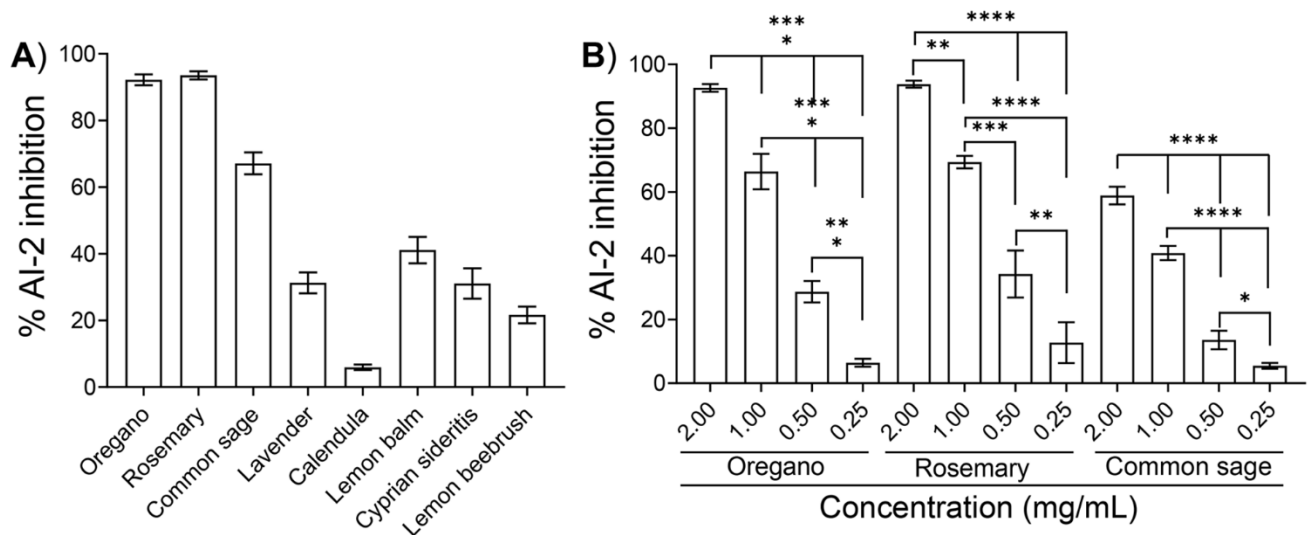 A)
% AI-2 inhibition
100
80
60
40
20
0
Oregano
Rosemary
Common sage
Lavender
Calendula
Lemon balm
Cyprian sideritis
Lemon beebrush
B)
% AI-2 inhibition
100
80
60
40
20
0
***
*
***
*
**
*
****
**
****
***
**
****
****
*
2.00 1.00 0.50 0.25 2.00 1.00 0.50 0.25 2.00 1.00 0.50 0.25
Oregano Rosemary Common sage
Concentration (mg/mL)